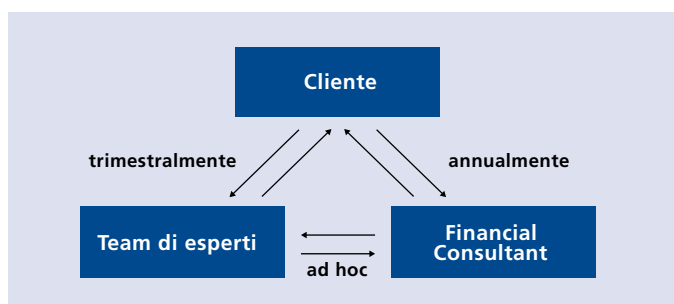 Cliente
trimestralmente
annualmente
Team di esperti
Financial
Consultant
ad hoc